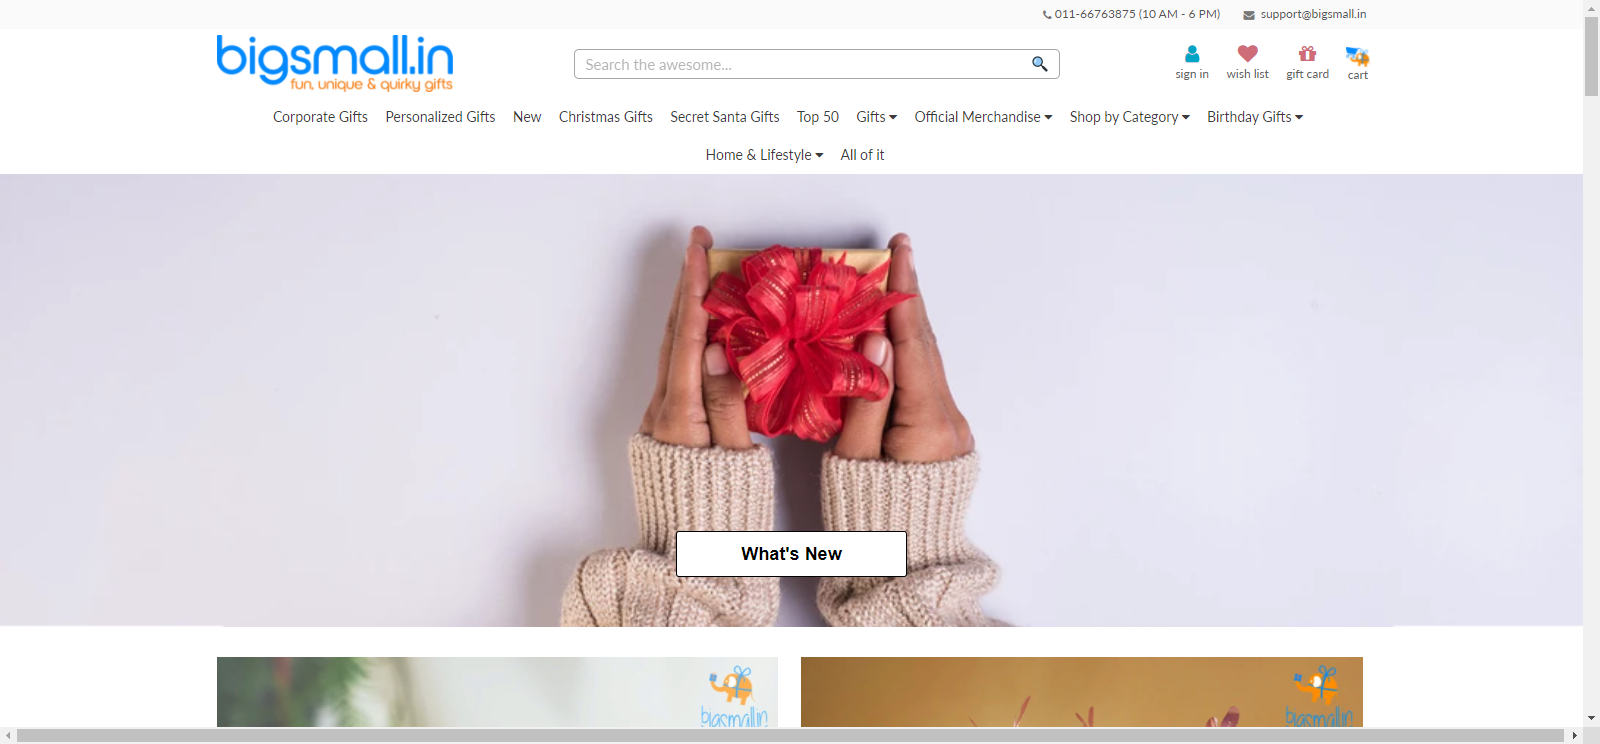 011-66763875 (10 AM - 6 PM) support@bigsmall.in
bigsmall.in
fun, unique & quirky gifts
Search the awesome...
sign in wish list gift card cart
Corporate Gifts Personalized Gifts New Christmas Gifts Secret Santa Gifts Top 50 Gifts Official Merchandise Shop by Category Birthday Gifts
Home & Lifestyle All of it
What's New
bigsmall.in bigsmall.in